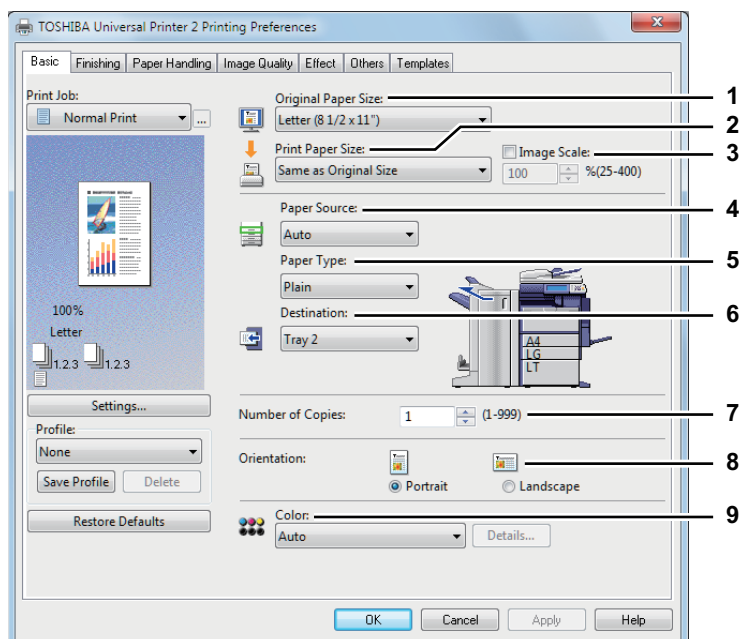 TOSHIBA Universal Printer 2 Printing Preferences
Basic Finishing Paper Handling Image Quality Effect Others Templates
Print Job:
Normal Print ...
100%
Letter
1.2.3 1.2.3
Settings...
Profile:
None
Save Profile Delete
Restore Defaults
Original Paper Size: 1
Letter (8 1/2 x 11")
2
Print Paper Size:
Same as Original Size
Image Scale: 3
100 %(25-400)
Paper Source: 4
Auto
Paper Type: 5
Plain
Destination: 6
Tray 2
A4
LG
LT
Number of Copies: 1 (1-999) 7
Orientation: 8
Portrait Landscape
Color: 9
Auto Details...
OK Cancel Apply Help